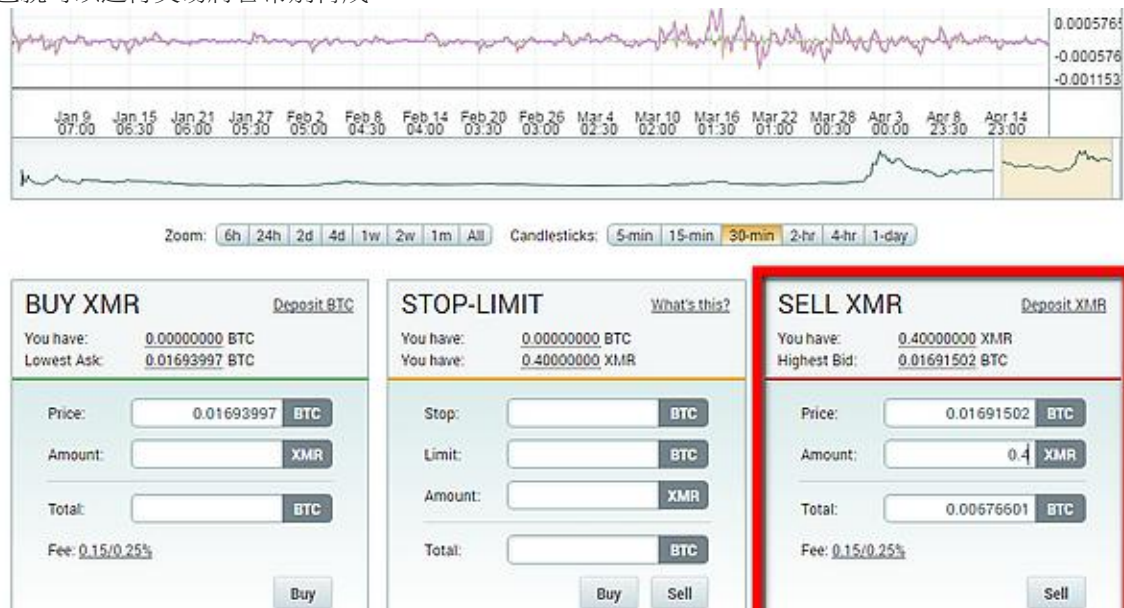 0.0005765
-0.000576
-0.001153
Jan 9 07:00 Jan 15 06:30 Jan 21 06:00 Jan 27 05:30 Feb 2 05:00 Feb 8 04:30 Feb 14 04:00 Feb 20 03:30 Feb 26 03:00 Mar 4 02:30 Mar 10 02:00 Mar 16 01:30 Mar 22 01:00 Mar 28 00:30 Apr 3 00:00 Apr 8 23:30 Apr 14 23:00
Zoom: 6h 24h 2d 4d 1w 2w 1m All Candlesticks: 5-min 15-min 30-min 2-hr 4-hr 1-day
BUY XMR Deposit BTC
You have: 0.00000000 BTC
Lowest Ask: 0.01693997 BTC
Price: 0.01693997 BTC
Amount: XMR
Total: BTC
Fee: 0.15/0.25%
Buy
STOP-LIMIT What's this?
You have: 0.00000000 BTC
You have: 0.40000000 XMR
Stop: BTC
Limit: BTC
Amount: XMR
Total: BTC
Buy Sell
SELL XMR Deposit XMR
You have: 0.40000000 XMR
Highest Bid: 0.01691502 BTC
Price: 0.01691502 BTC
Amount: 0.4 XMR
Total: 0.00676601 BTC
Fee: 0.15/0.25%
Sell